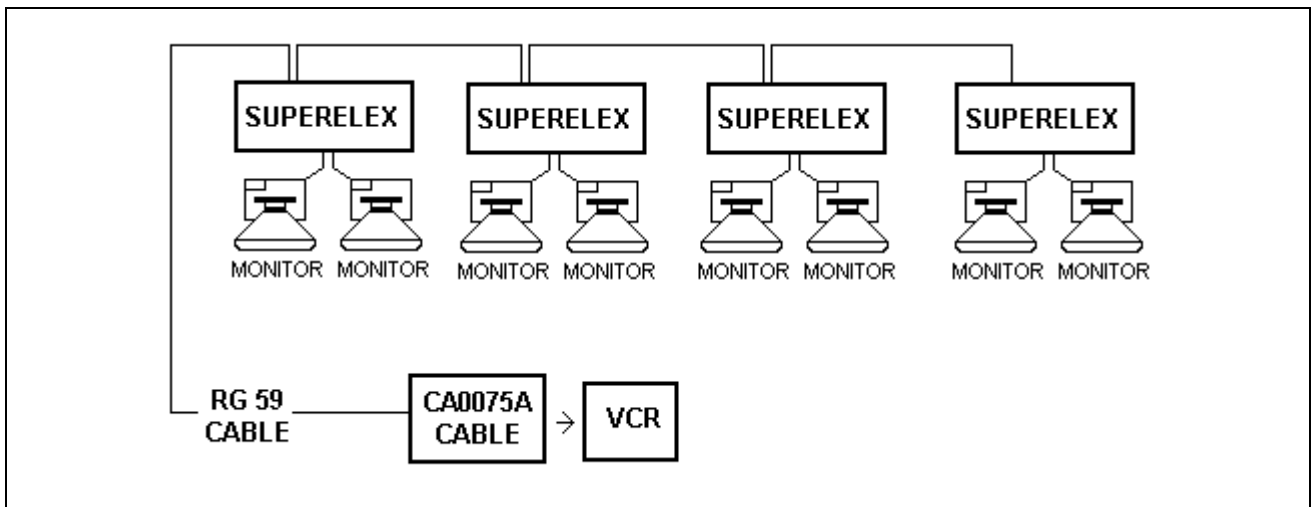 SUPERELEX SUPERELEX SUPERELEX SUPERELEX
MONITOR MONITOR MONITOR MONITOR MONITOR MONITOR MONITOR MONITOR
RG 59
CABLE
CA0075A
CABLE
VCR